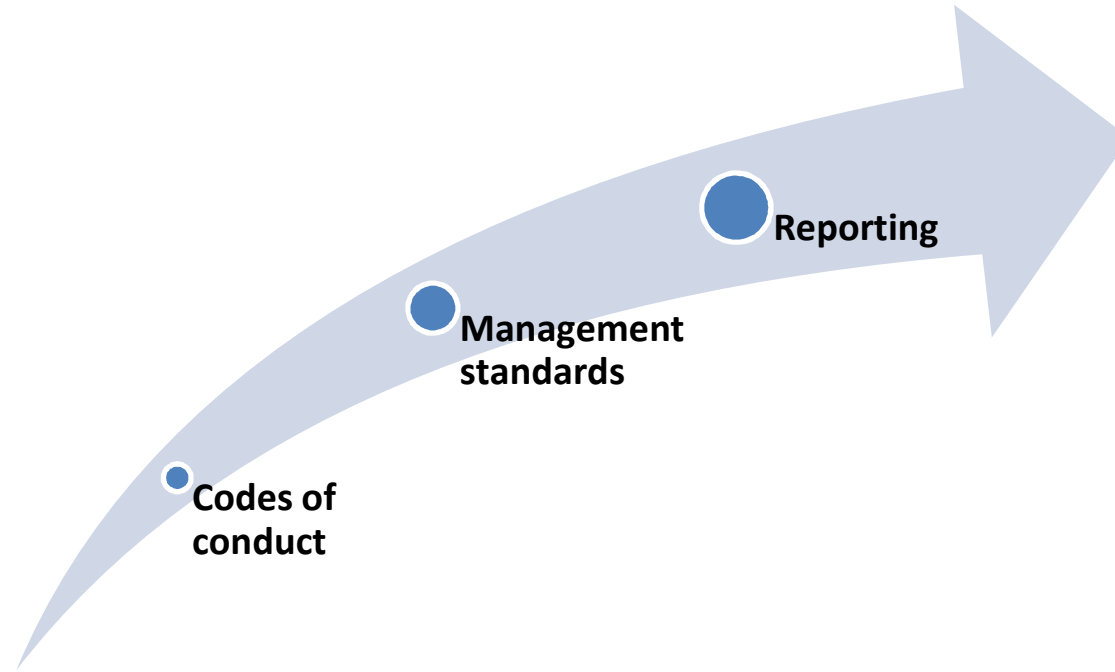 Reporting
Management
standards
Codes of
conduct